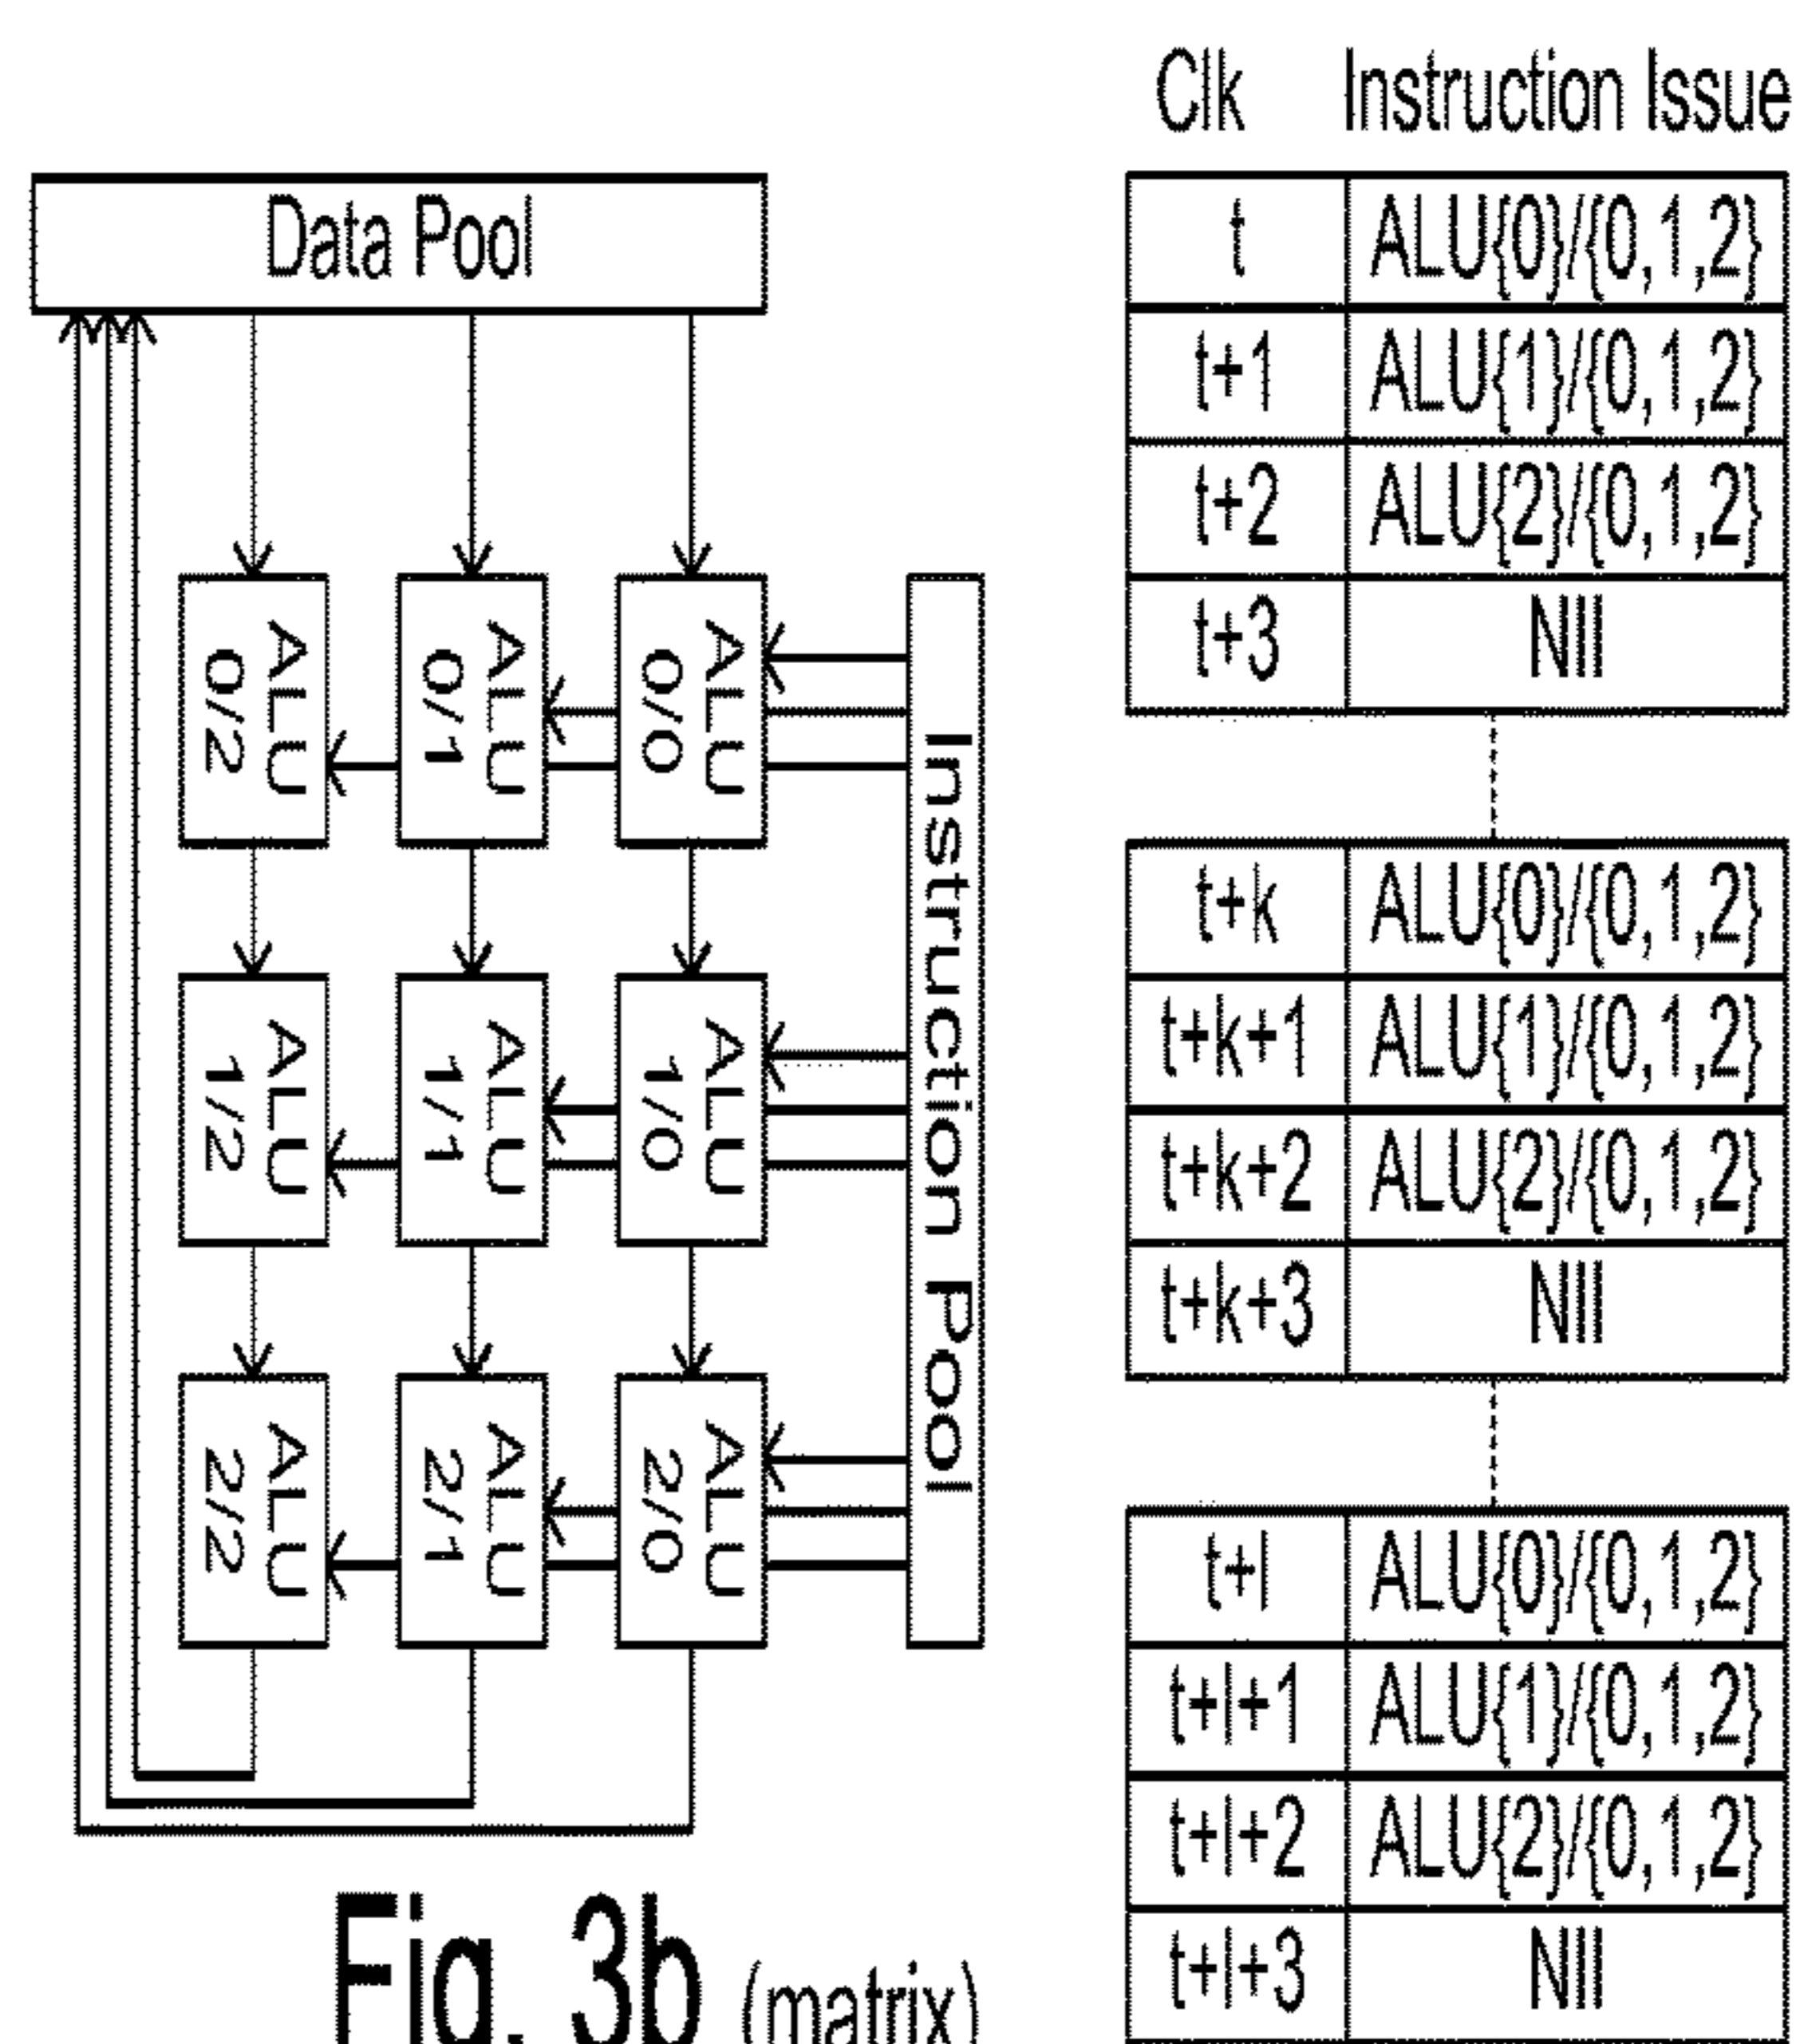 Clk Instruction Issue
Data Pool
t ALU{0}/{0,1,2}
t+1 ALU{1}/{0,1,2}
t+2 ALU{2}/{0,1,2}
t+3 NIl
ALU
0/2
ALU
0/1
ALU
0/0
Instruction Pool
t+k ALU{0}/{0,1,2}
t+k+1 ALU{1}/{0,1,2}
t+k+2 ALU{2}/{0,1,2}
t+k+3 NIl
ALU
1/2
ALU
1/1
ALU
1/0
ALU
2/2
ALU
2/1
ALU
2/0
t+l ALU{0}/{0,1,2}
t+l+1 ALU{1}/{0,1,2}
t+l+2 ALU{2}/{0,1,2}
t+l+3 NIl
Fig. 3b (matrix)